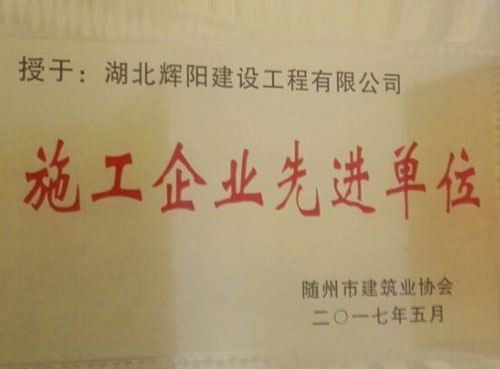 授于：湖北辉阳建设工程有限公司
施工企业先进单位
随州市建筑业协会
二〇一七年五月